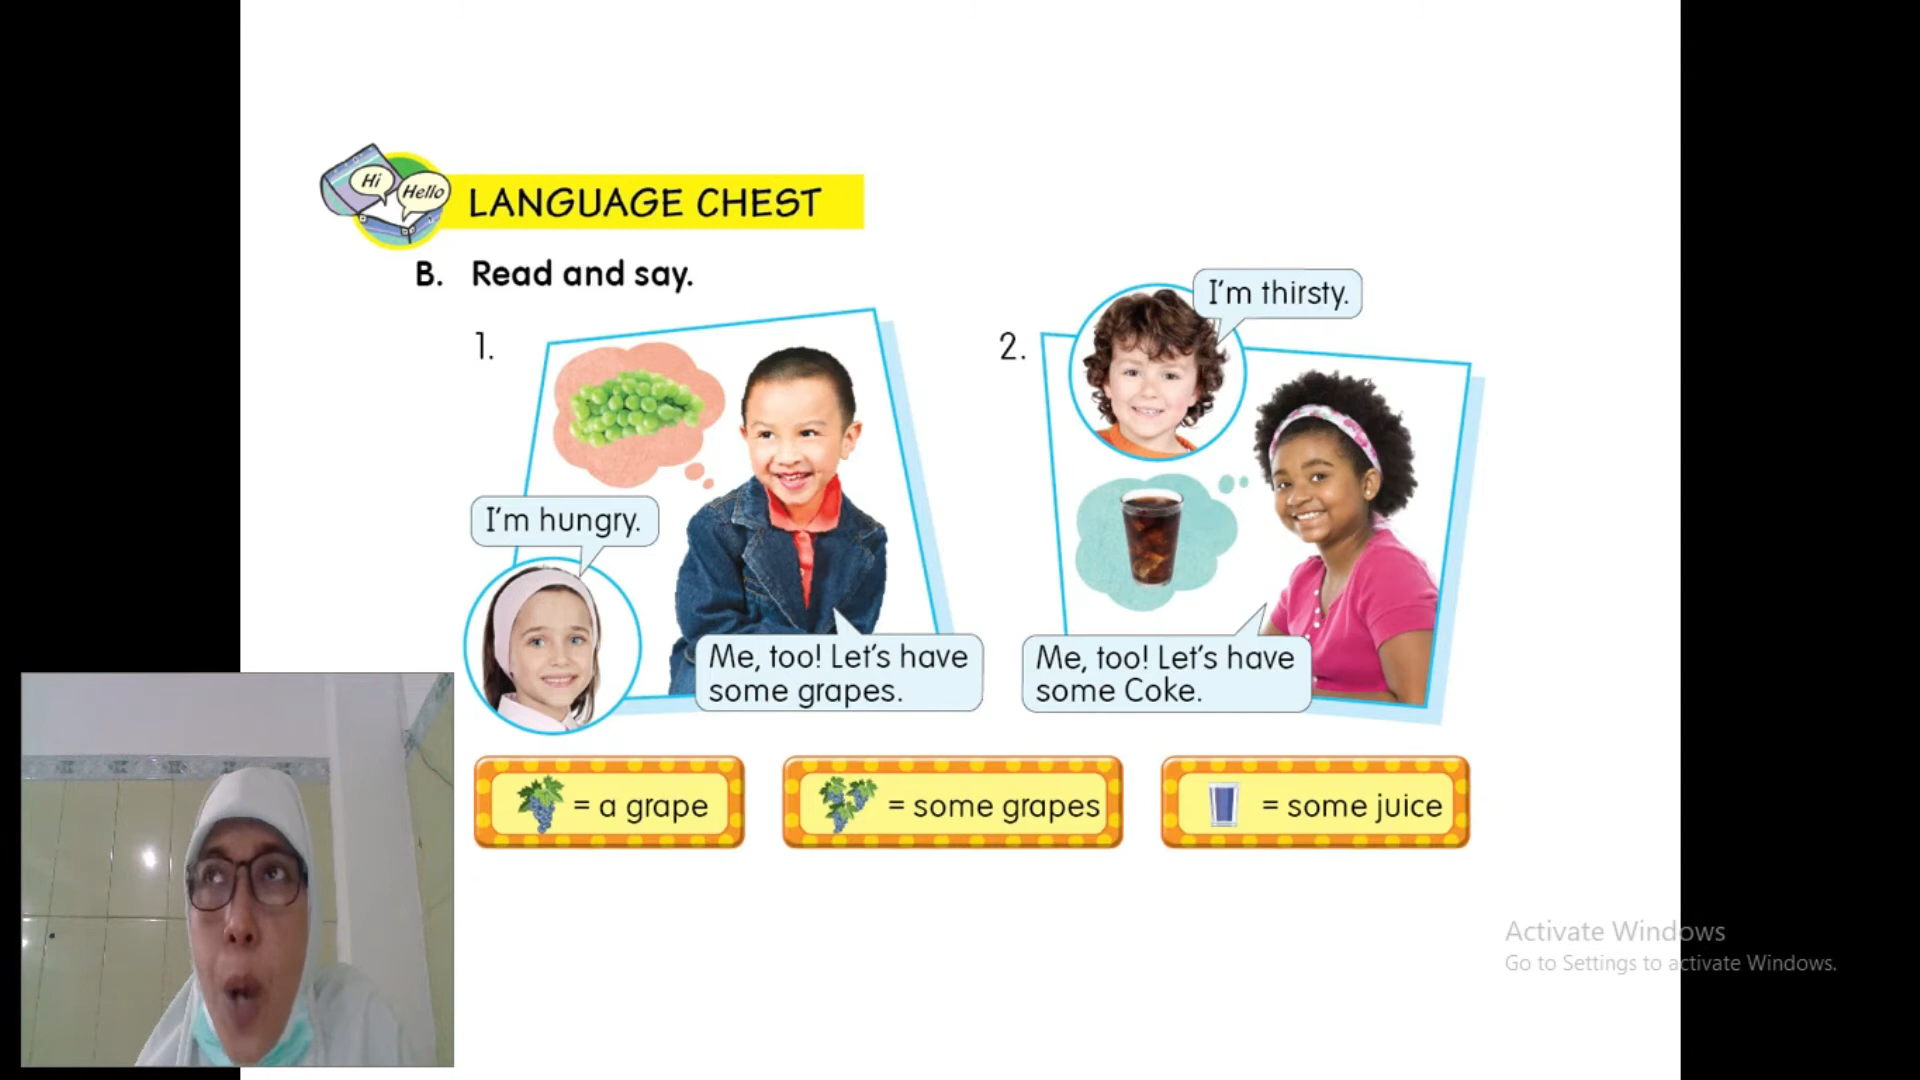 Hi
Hello
LANGUAGE CHEST
B. Read and say.
1.
I'm hungry.
Me, too! Let's have
some grapes.
2.
I'm thirsty.
Me, too! Let's have
some Coke.
= a grape
= some grapes
= some juice
Activate Windows
Go to Settings to activate Windows.